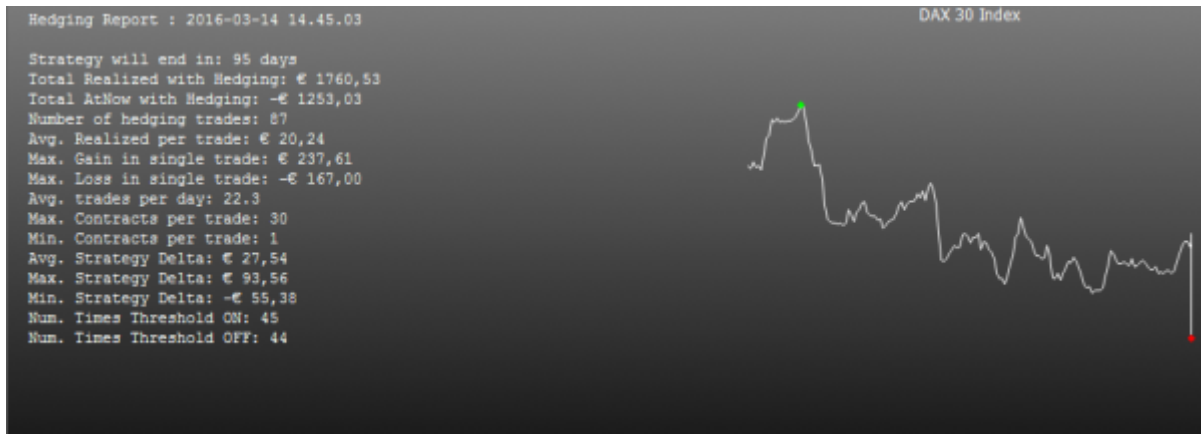 Hedging Report : 2016-03-14 14.45.03
DAX 30 Index
Strategy will end in: 95 days
Total Realized with Hedging: € 1760,53
Total AtNow with Hedging: -€ 1253,03
Number of hedging trades: 87
Avg. Realized per trade: € 20,24
Max. Gain in single trade: € 237,61
Max. Loss in single trade: -€ 167,00
Avg. trades per day: 22.3
Max. Contracts per trade: 30
Min. Contracts per trade: 1
Avg. Strategy Delta: € 27,54
Max. Strategy Delta: € 93,56
Min. Strategy Delta: -€ 55,38
Num. Times Threshold ON: 45
Num. Times Threshold OFF: 44